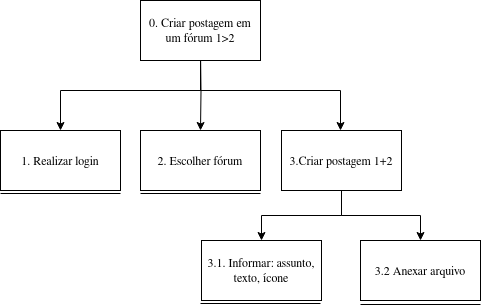 0. Criar postagem em
um fórum 1>2
1. Realizar login
2. Escolher fórum
3.Criar postagem 1+2
3.1. Informar: assunto,
texto, ícone
3.2 Anexar arquivo